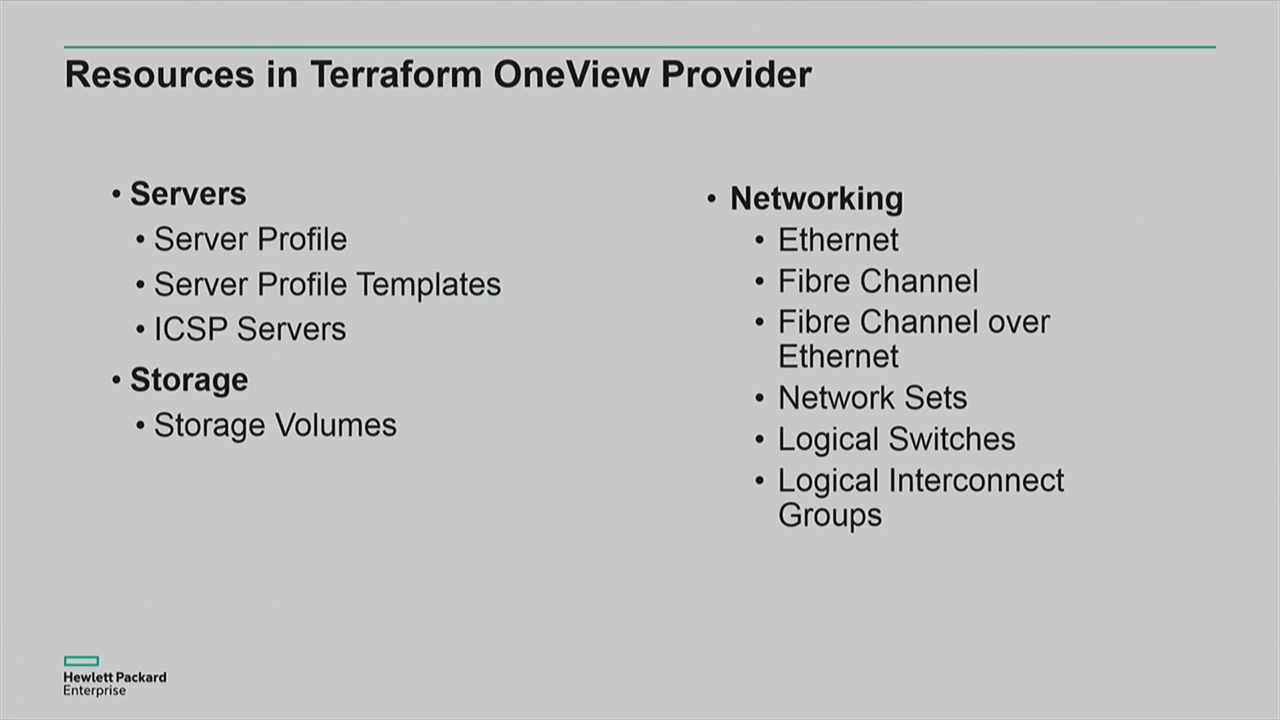 Resources in Terraform OneView Provider
• Servers
• Server Profile
• Server Profile Templates
• ICSP Servers
• Storage
• Storage Volumes
• Networking
• Ethernet
• Fibre Channel
• Fibre Channel over
Ethernet
• Network Sets
• Logical Switches
• Logical Interconnect
Groups
Hewlett Packard
Enterprise